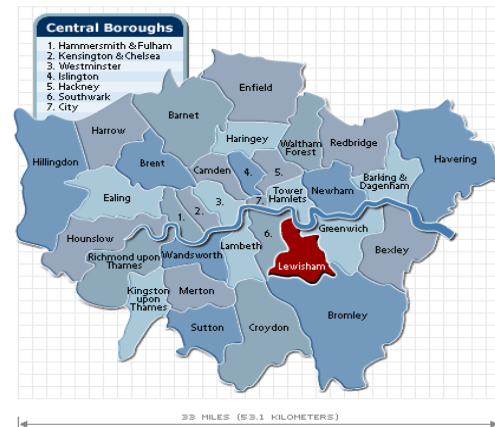 Central Boroughs
1. Hammersmith & Fulham
2. Kensington & Chelsea
3. Westminster
4. Islington
5. Hackney
6. Southwark
7. City
Enfield
Barnet
Harrow
Haringey
Waltham
Forest
Redbridge
Havering
Hillingdon
Brent
Camden
4.
5.
Barking &
Dagenham
Ealing
1.
2.
3.
7.
Tower
Hamlets
Newham
Hounslow
6.
Greenwich
Bexley
Richmond upon
Thames
Wandsworth
Lambeth
Lewisham
Kingston
upon
Thames
Merton
Sutton
Croydon
Bromley
33 MILES (53.1 KILOMETERS)